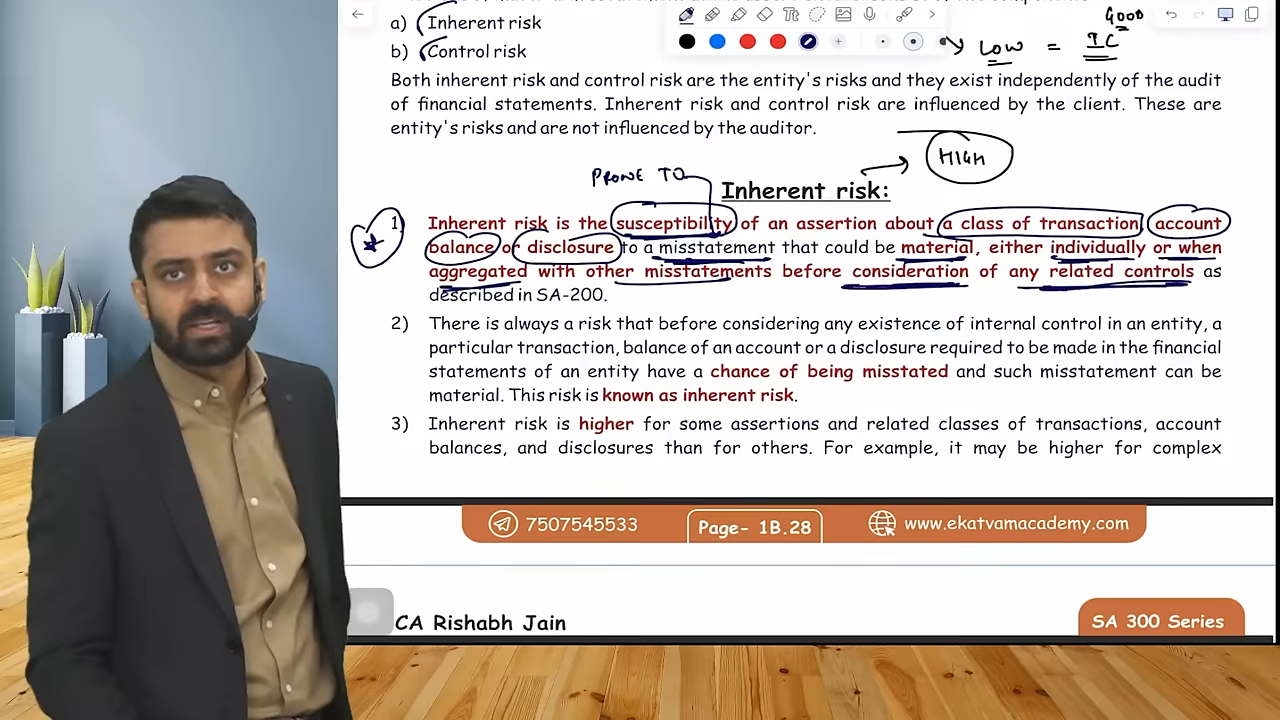 a) Inherent risk
GOOD
b) Control risk
LOW = IC
Both inherent risk and control risk are the entity's risks and they exist independently of the audit
of financial statements. Inherent risk and control risk are influenced by the client. These are
entity's risks and are not influenced by the auditor.
HIGH
PRONE TO
Inherent risk:
1) Inherent risk is the susceptibility of an assertion about a class of transaction, account
balance or disclosure to a misstatement that could be material, either individually or when
aggregated with other misstatements before consideration of any related controls as
described in SA-200.
2) There is always a risk that before considering any existence of internal control in an entity, a
particular transaction, balance of an account or a disclosure required to be made in the financial
statements of an entity have a chance of being misstated and such misstatement can be
material. This risk is known as inherent risk.
3) Inherent risk is higher for some assertions and related classes of transactions, account
balances, and disclosures than for others. For example, it may be higher for complex
7507545533
Page- 1B.28
www.ekatvamacademy.com
CA Rishabh Jain
SA 300 Series